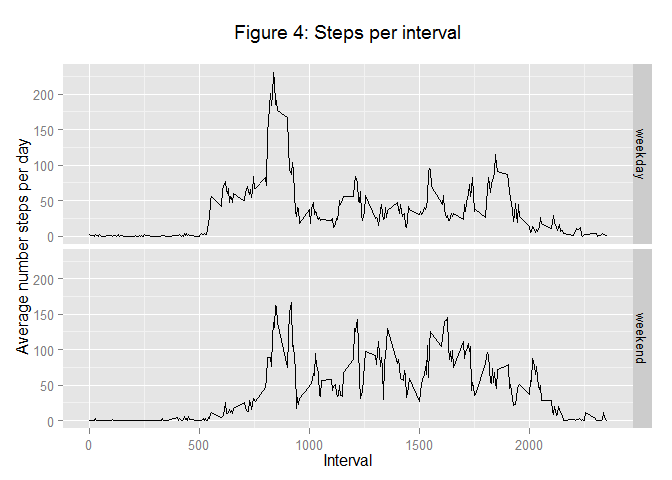 Figure 4: Steps per interval
Average number steps per day
200
150
100
50
0
weekday
200
150
100
50
0
weekend
0 500 1000 1500 2000
Interval